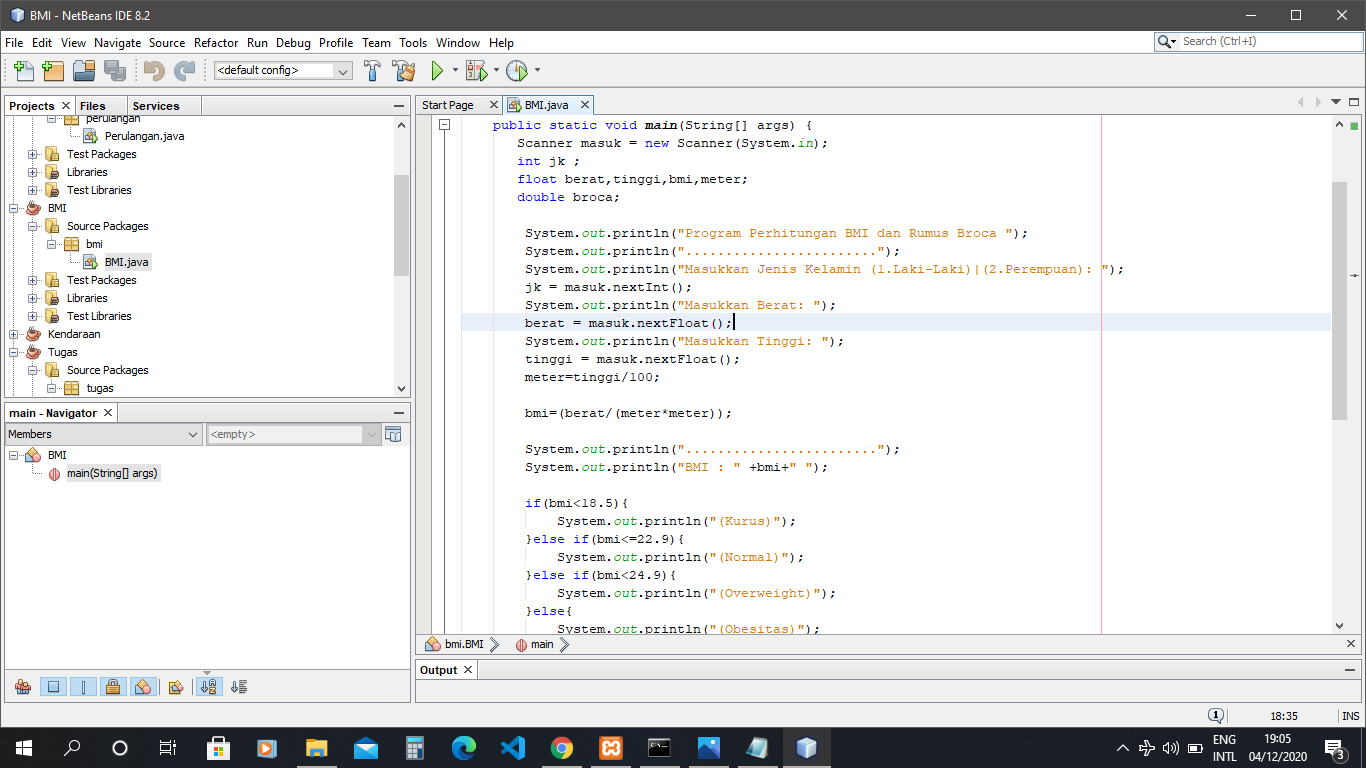 BMI - NetBeans IDE 8.2
File Edit View Navigate Source Refactor Run Debug Profile Team Tools Window Help
Search (Ctrl+I)
<default config>
Projects Files Services
perulangan
Perulangan.java
Test Packages
Libraries
Test Libraries
BMI
Source Packages
bmi
BMI.java
Test Packages
Libraries
Test Libraries
Kendaraan
Tugas
Source Packages
tugas
main - Navigator
Members
<empty>
BMI
main(String[] args)
Start Page BMI.java
public static void main(String[] args) {
Scanner masuk = new Scanner(System.in);
int jk ;
float berat,tinggi,bmi,meter;
double broca;
System.out.println("Program Perhitungan BMI dan Rumus Broca ");
System.out.println("........................");
System.out.println("Masukkan Jenis Kelamin (1.Laki-Laki)|(2.Perempuan): ");
jk = masuk.nextInt();
System.out.println("Masukkan Berat: ");
berat = masuk.nextFloat();
System.out.println("Masukkan Tinggi: ");
tinggi = masuk.nextFloat();
meter=tinggi/100;
bmi=(berat/(meter*meter));
System.out.println("........................");
System.out.println("BMI : " +bmi+" ");
if(bmi<18.5){
System.out.println("(Kurus)");
}else if(bmi<=22.9){
System.out.println("(Normal)");
}else if(bmi<24.9){
System.out.println("(Overweight)");
}else{
System.out.println("(Obesitas)");
bmi.BMI main
Output
1 18:35 INS
ENG
INTL
19:05
04/12/2020
3